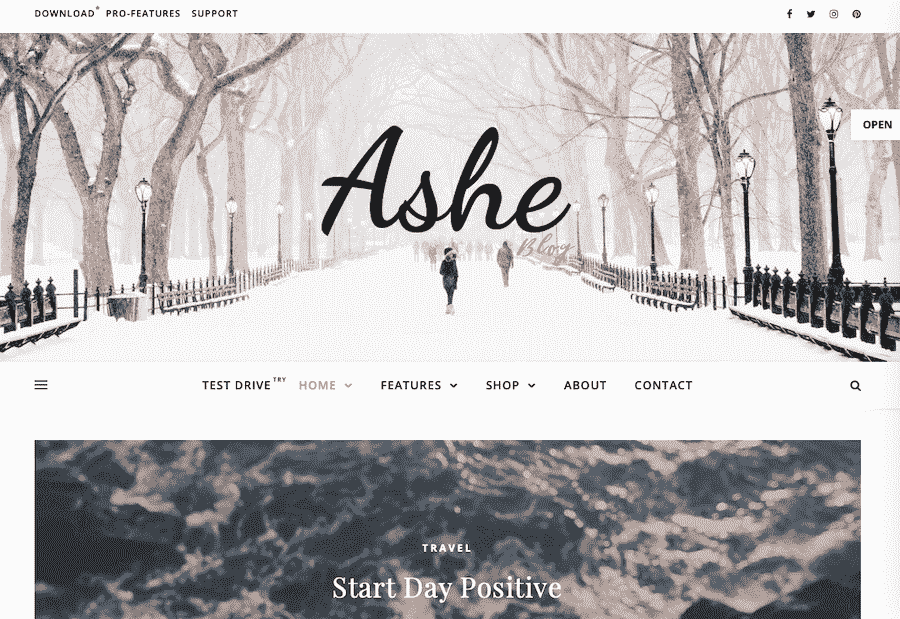 DOWNLOAD* PRO-FEATURES SUPPORT
OPEN
Ashe
Blog
TEST DRIVE TRY HOME FEATURES SHOP ABOUT CONTACT
TRAVEL
Start Day Positive